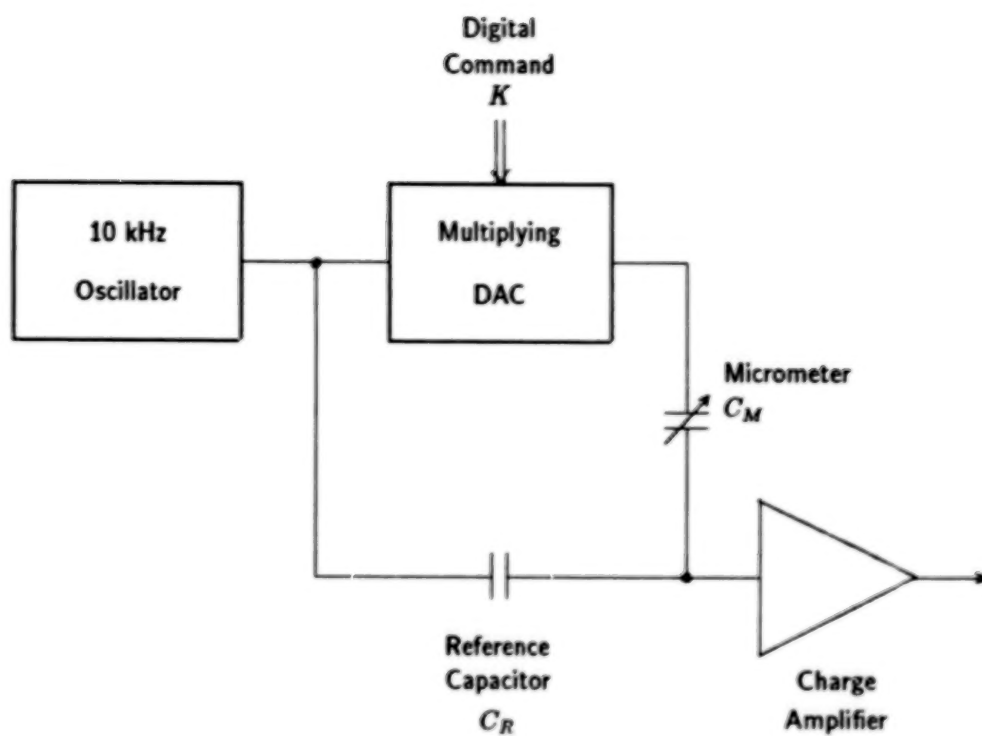 Digital
Command
K
10 kHz
Oscillator
Multiplying
DAC
Micrometer
C_M
Reference
Capacitor
C_R
Charge
Amplifier